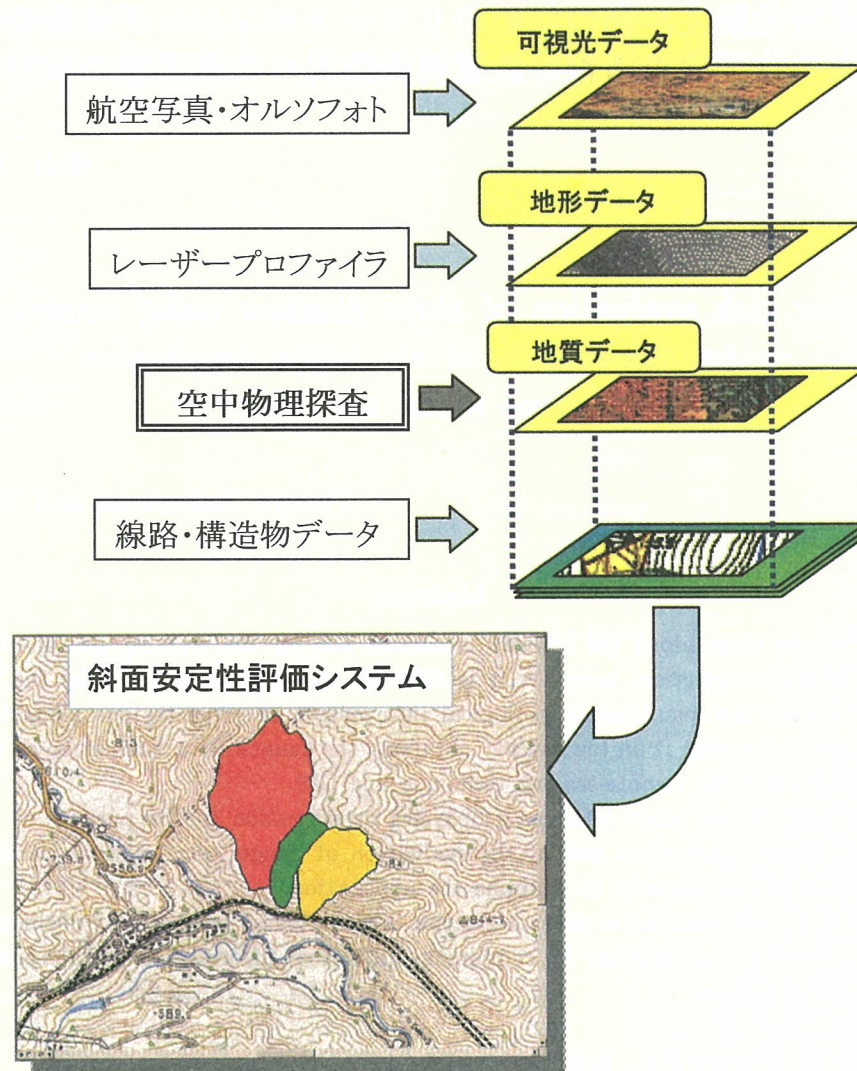 可視光データ
航空写真・オルソフォト
地形データ
レーザープロファイラ
地質データ
空中物理探査
線路・構造物データ
斜面安定性評価システム